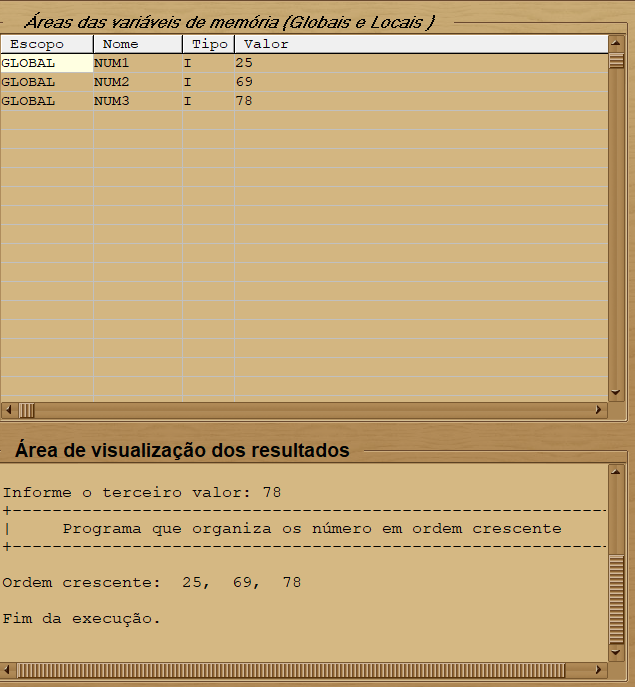 Áreas das variáveis de memória (Globais e Locais )
Escopo Nome Tipo Valor
GLOBAL NUM1 I 25
GLOBAL NUM2 I 69
GLOBAL NUM3 I 78
Área de visualização dos resultados
Informe o terceiro valor: 78
+------------------------------------------------------------
| Programa que organiza os número em ordem crescente
+------------------------------------------------------------
Ordem crescente: 25, 69, 78
Fim da execução.